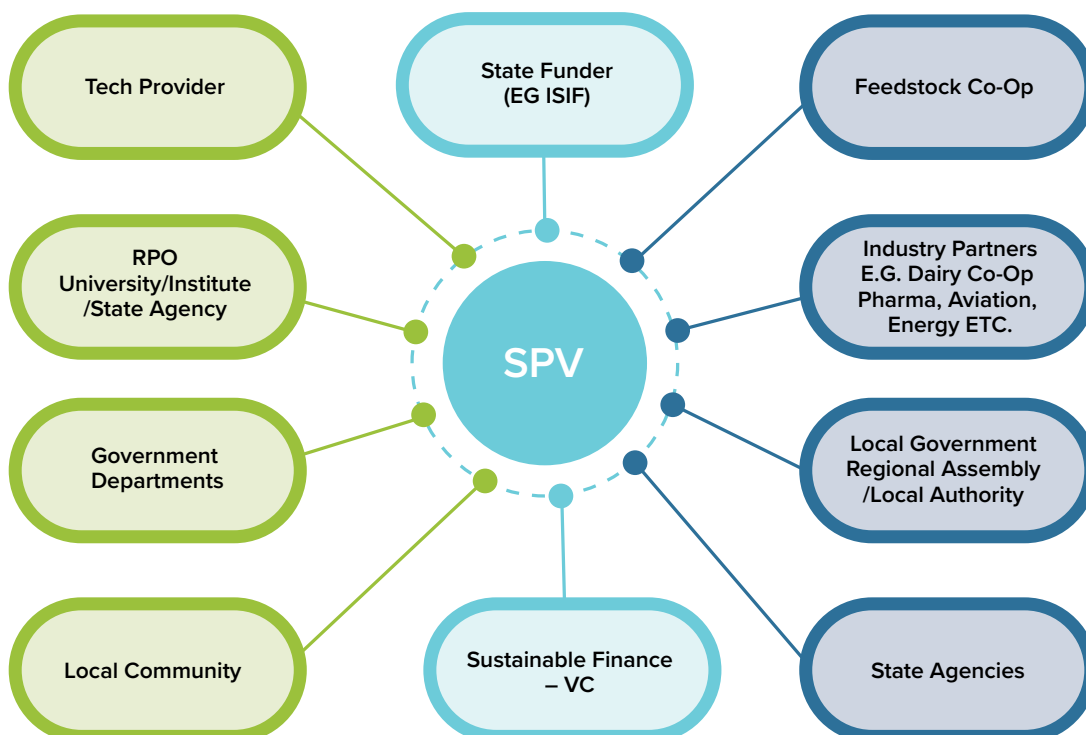 Tech Provider
State Funder
(EG ISIF)
Feedstock Co-Op
RPO
University/Institute
/State Agency
Industry Partners
E.G. Dairy Co-Op
Pharma, Aviation,
Energy ETC.
SPV
Government
Departments
Local Government
Regional Assembly
/Local Authority
Local Community
Sustainable Finance
– VC
State Agencies